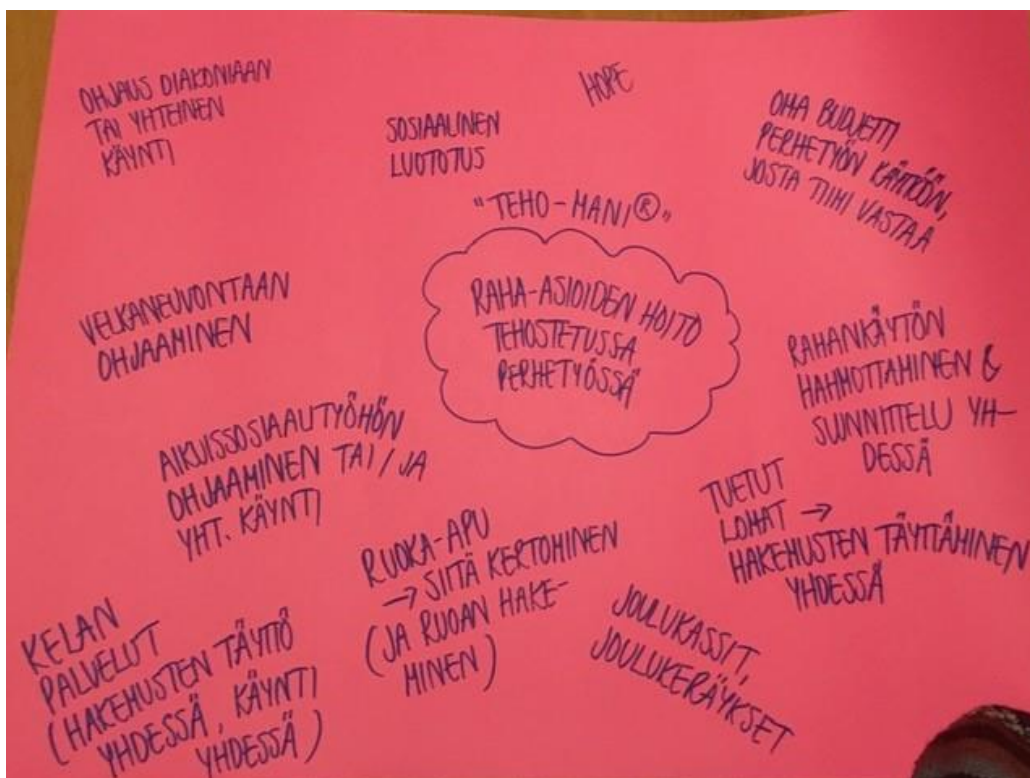 OHJAUS DIAKONIAAN
TAI YHTEINEN
KÄYNTI
SOSIAALINEN
LUOTOTUS
HOPE
OMA BUDJETTI
PERHETYÖN KÄYTÖÖN,
JOSTA TIIMI VASTAA
"TEHO-MANI®"
RAHA-ASIOIDEN HOITO
TEHOSTETUSSA
PERHETYÖSSÄ
VELKANEUVONTAAN
OHJAAMINEN
RAHANKÄYTÖN
HAHMOTTAMINEN &
SUNNITTELU YH-
DESSÄ
AIKUISSOSIAALITYÖHÖN
OHJAAMINEN TAI/JA
YHT. KÄYNTI
TUETUT
LOMAT →
HAKEMUSTEN TÄYTTÄMINEN
YHDESSÄ
RUOKA-APU
→ SIITÄ KERTOMINEN
(JA RUOAN HAKE-
MINEN)
JOULUKASSIT,
JOULUKERÄYKSET
KELAN
PALVELUT
(HAKEMUSTEN TÄYTTÖ
YHDESSÄ, KÄYNTI
YHDESSÄ)